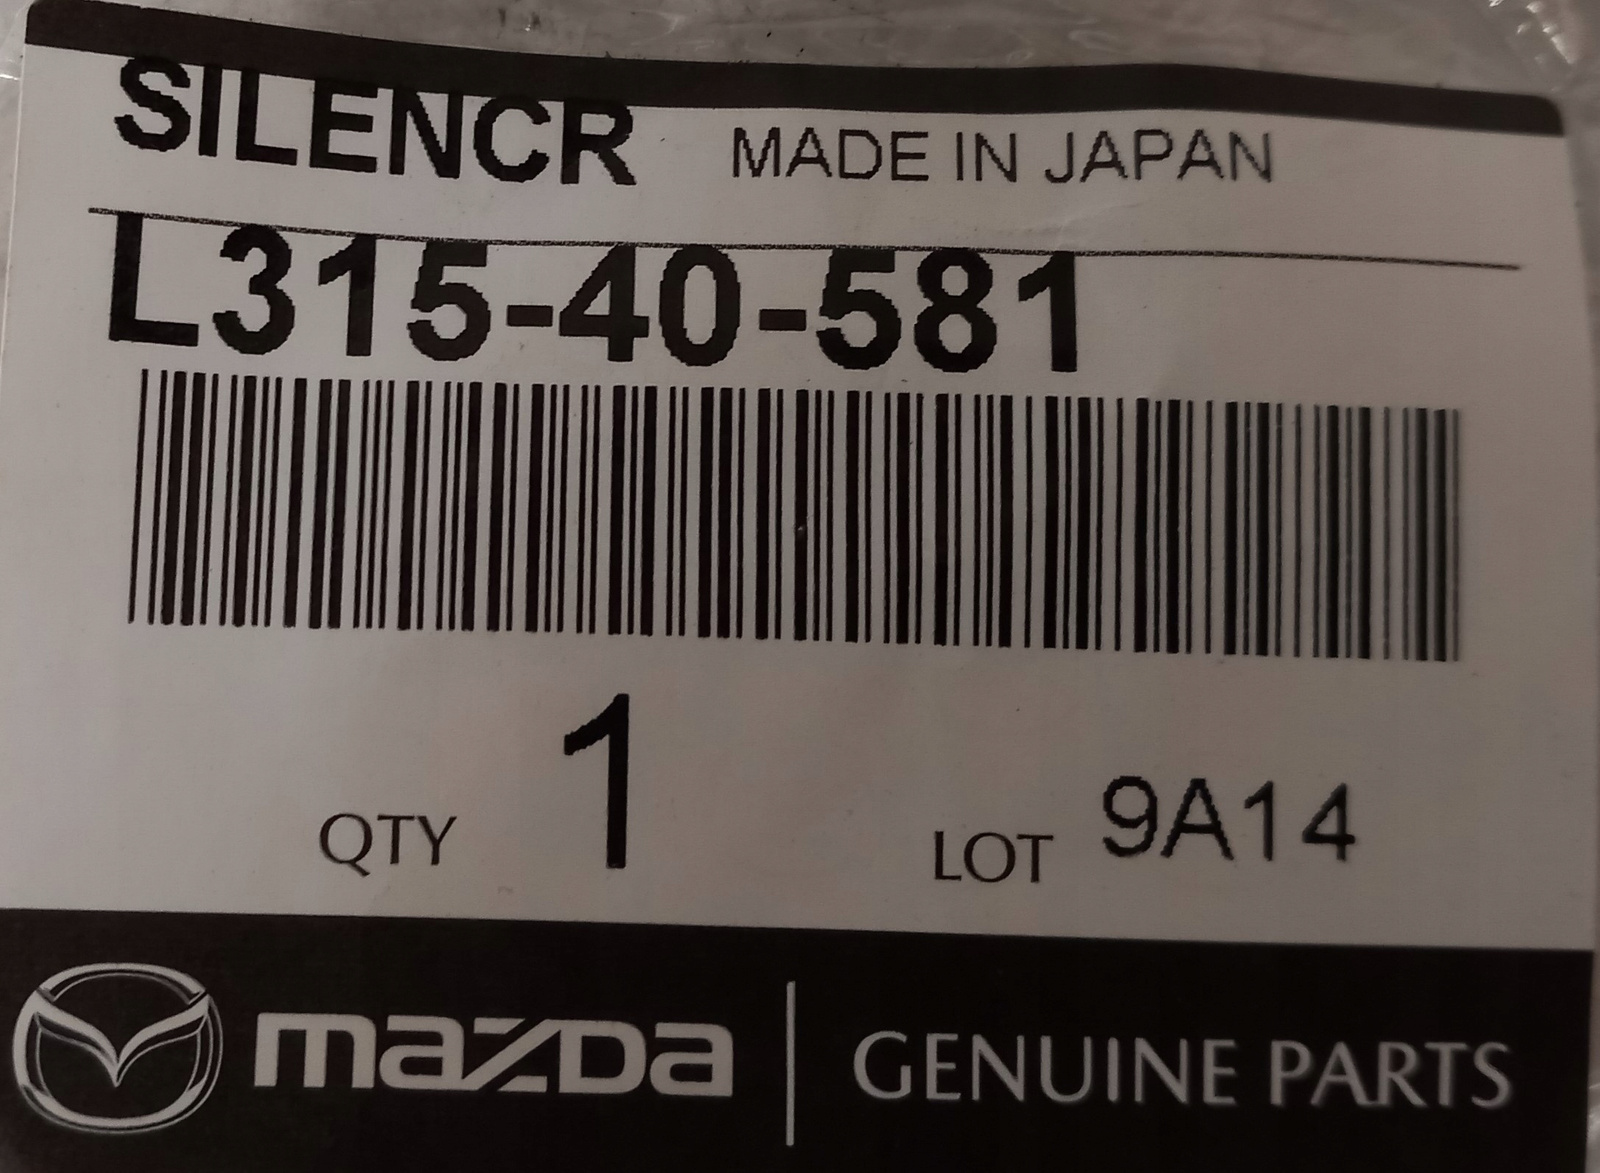 SILENCR MADE IN JAPAN
L315-40-581
QTY 1 LOT 9A14
mazda GENUINE PARTS